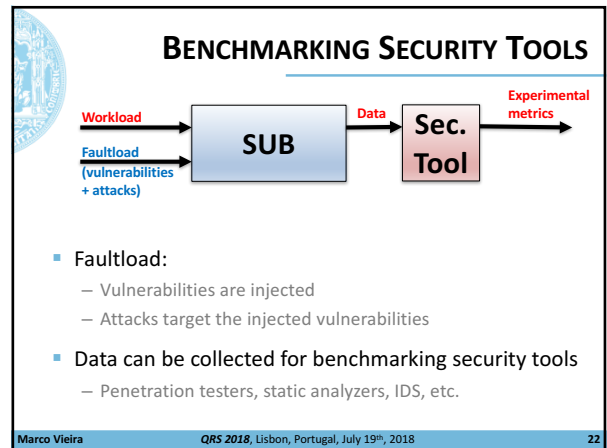 BENCHMARKING SECURITY TOOLS
Workload
Faultload
(vulnerabilities
+ attacks)
SUB
Data
Sec.
Tool
Experimental
metrics
▪ Faultload:
– Vulnerabilities are injected
– Attacks target the injected vulnerabilities
▪ Data can be collected for benchmarking security tools
– Penetration testers, static analyzers, IDS, etc.
Marco Vieira QRS 2018, Lisbon, Portugal, July 19th, 2018 22